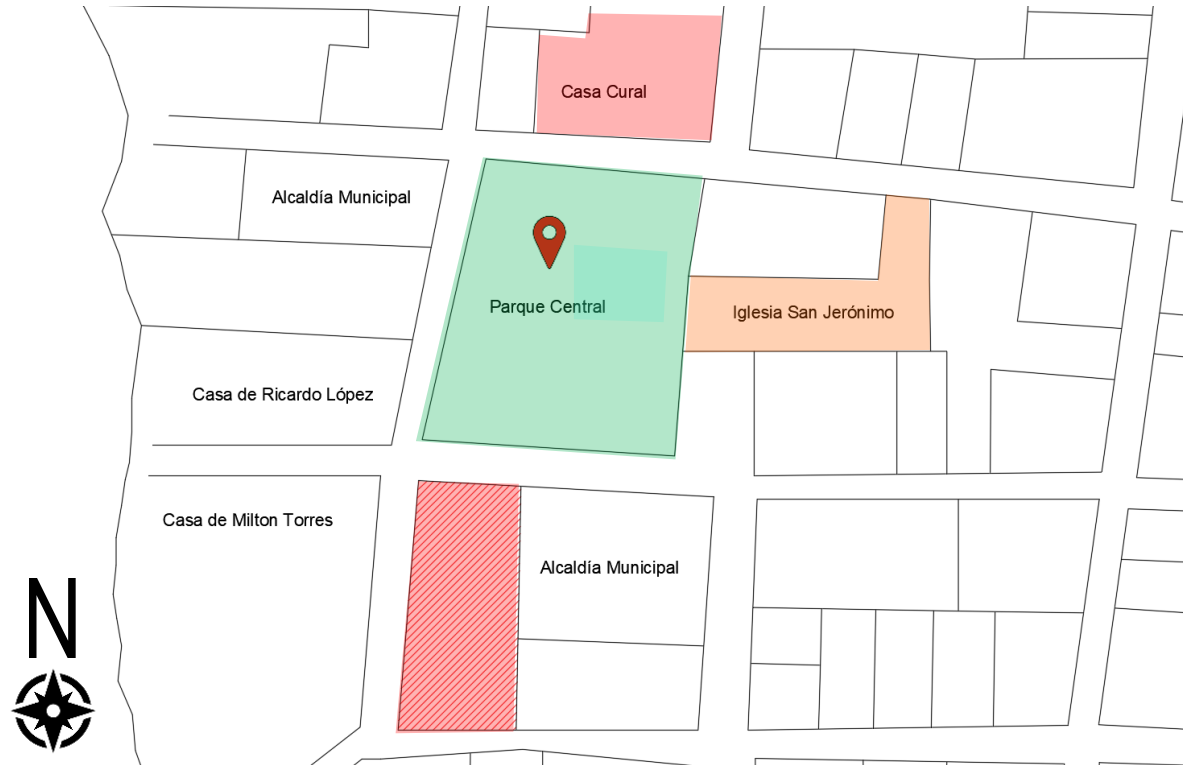 Casa Cural
Alcaldía Municipal
Parque Central
Iglesia San Jerónimo
Casa de Ricardo López
Casa de Milton Torres
Alcaldía Municipal
N